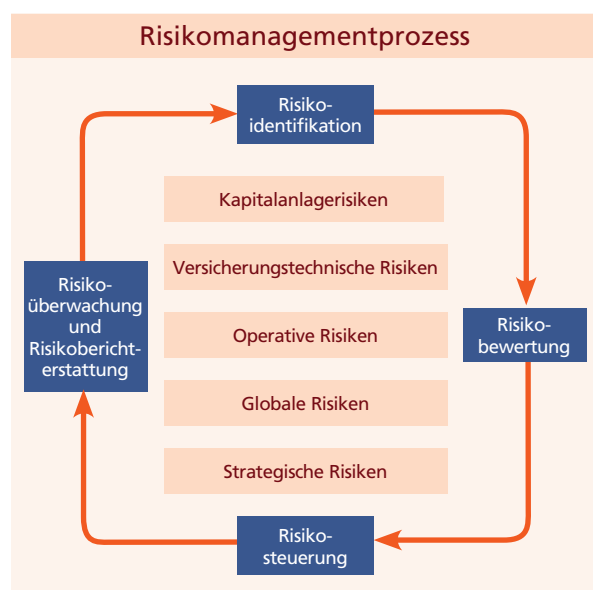 Risikomanagementprozess
Risiko-
identifikation
Kapitalanlagerisiken
Versicherungstechnische Risiken
Operative Risiken
Globale Risiken
Strategische Risiken
Risiko-
überwachung
und
Risikobericht-
erstattung
Risiko-
bewertung
Risiko-
steuerung